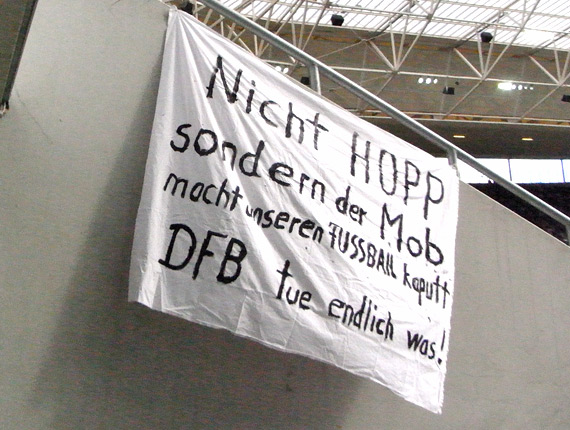 Nicht HOPP
sondern der Mob
macht unseren FUSSBALL kaputt
DFB tue endlich was!